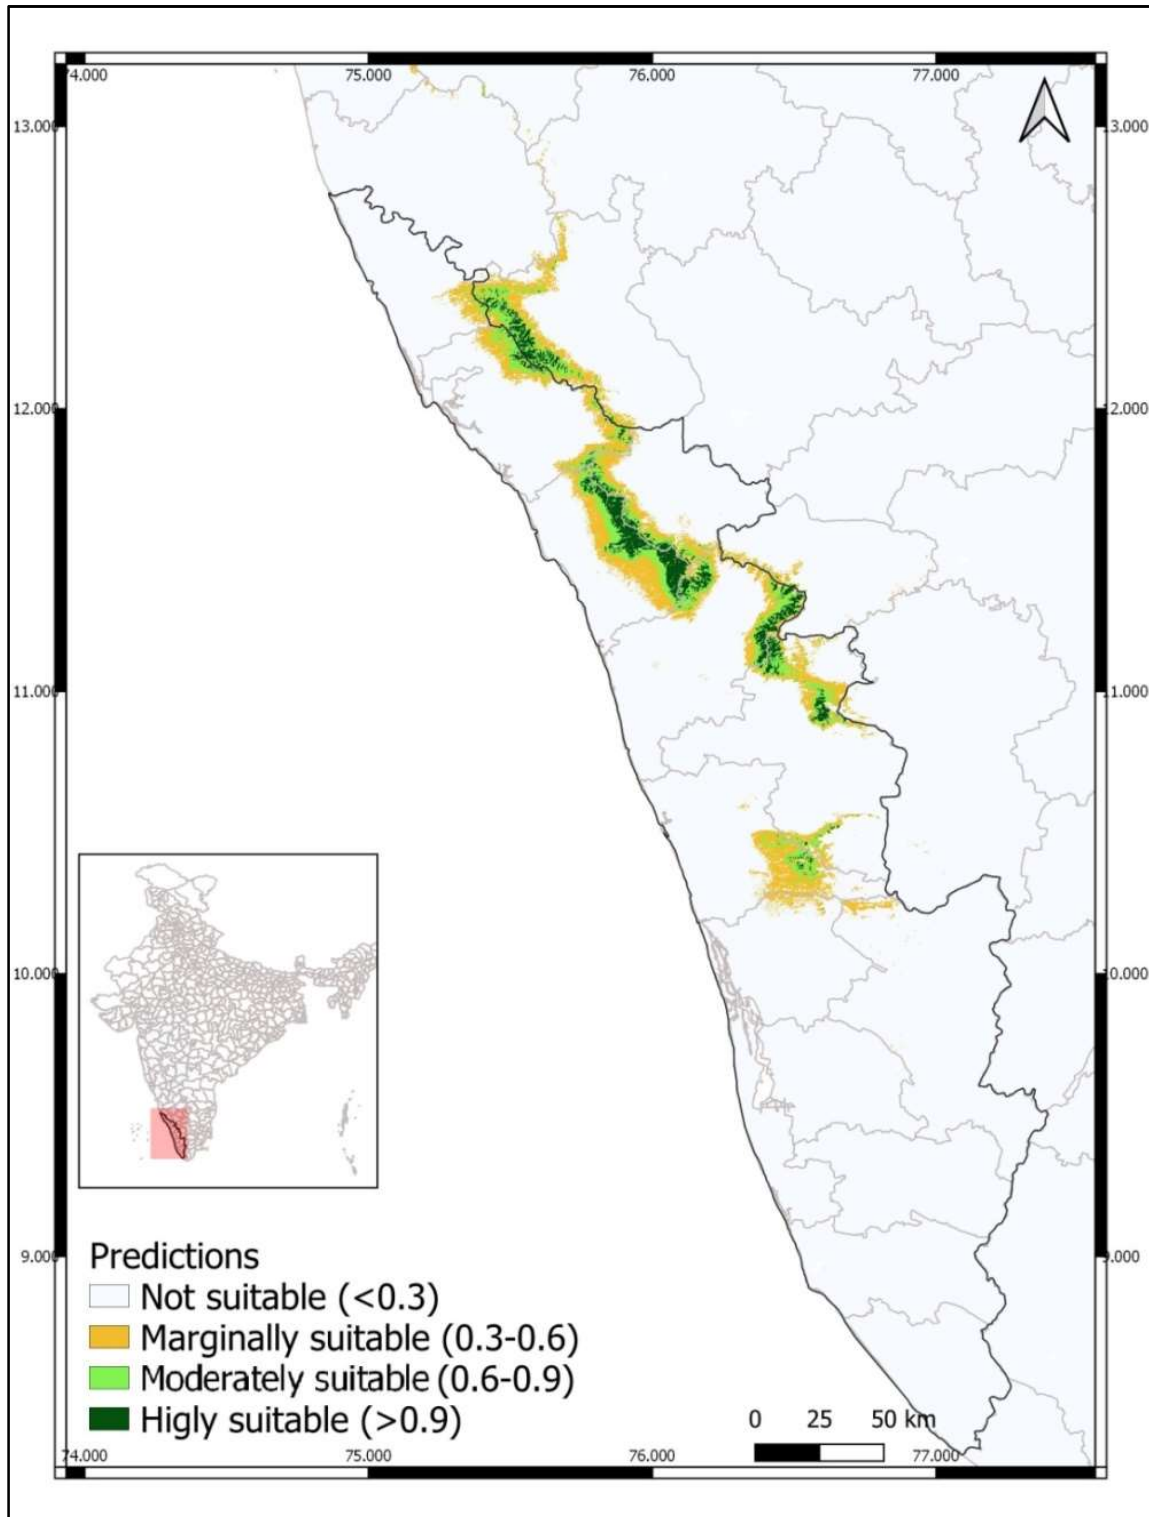 74.000 75.000 76.000 77.000
13.000 13.000
12.000 12.000
11.000 11.000
10.000 10.000
9.000 9.000
Predictions
Not suitable (<0.3)
Marginally suitable (0.3-0.6)
Moderately suitable (0.6-0.9)
Higly suitable (>0.9)
0 25 50 km
74.000 75.000 76.000 77.000